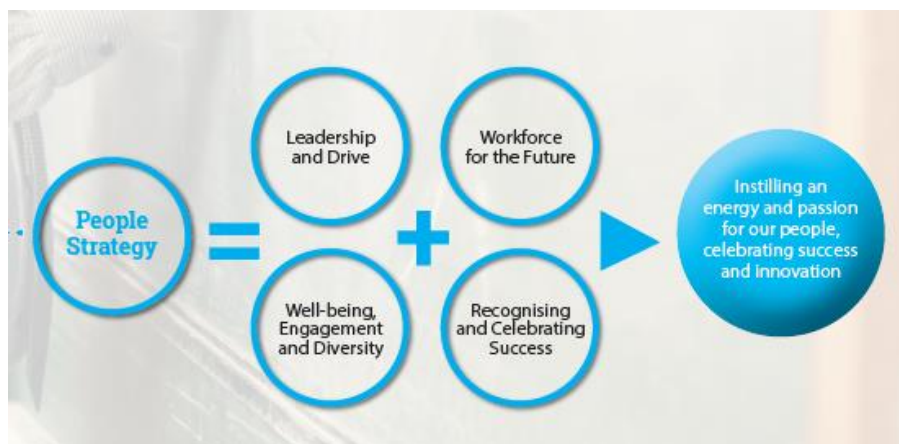 People
Strategy
=
Leadership
and Drive
Well-being,
Engagement
and Diversity
+
Workforce
for the Future
Recognising
and Celebrating
Success
Instilling an
energy and passion
for our people,
celebrating success
and innovation